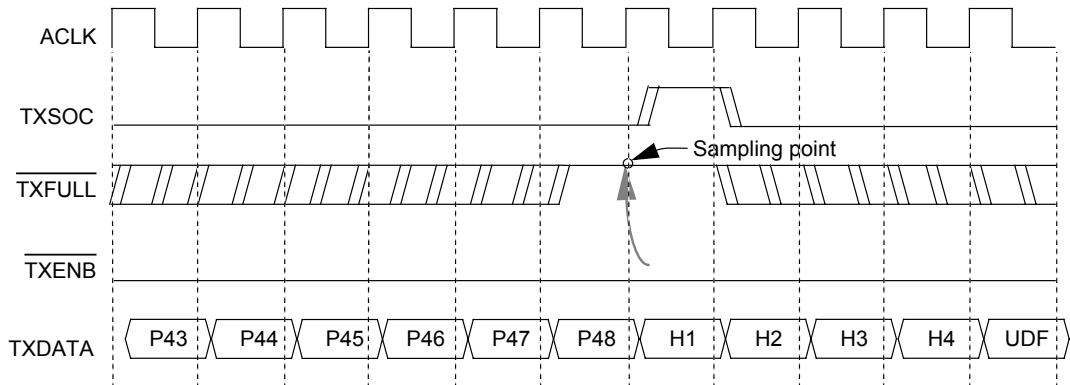 ACLK
TXSOC
Sampling point
TXFULL
TXENB
TXDATA P43 P44 P45 P46 P47 P48 H1 H2 H3 H4 UDF